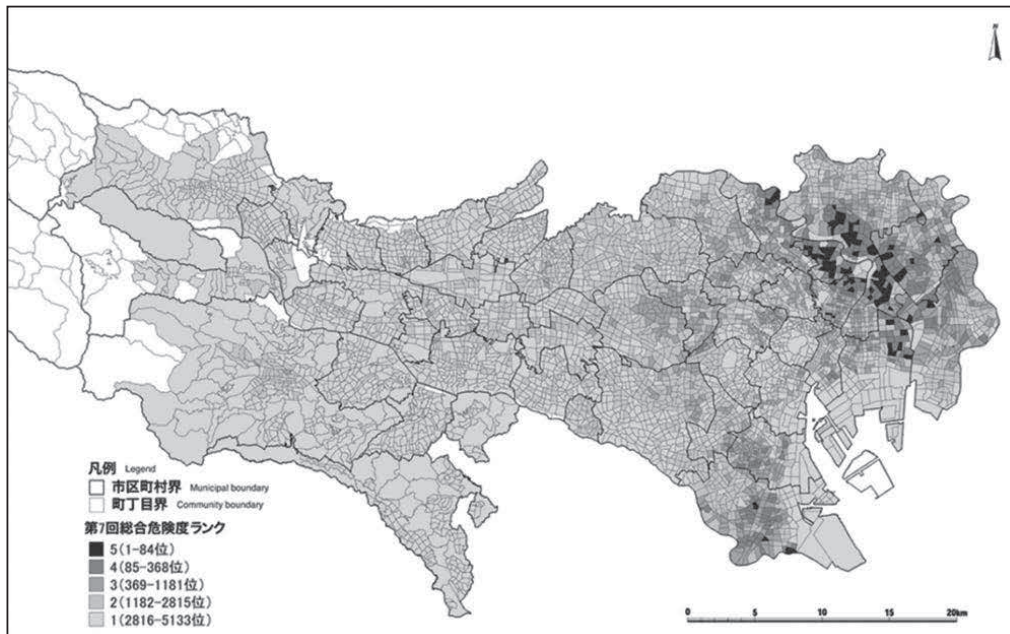 凡例 Legend
市区町村界 Municipal boundary
町丁目界 Community boundary
第7回総合危険度ランク
5(1-84位)
4(85-368位)
3(369-1181位)
2(1182-2815位)
1(2816-5133位)
0 5 10 15 20km